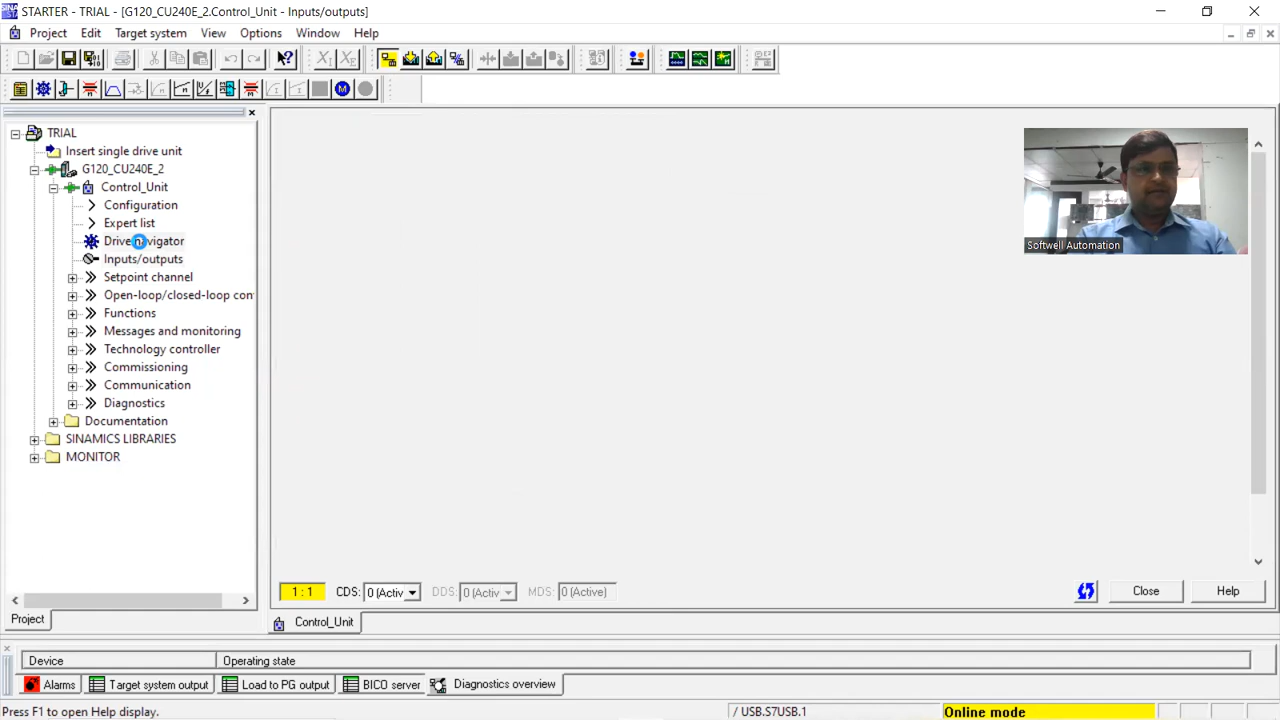 STARTER - TRIAL - [G120_CU240E_2.Control_Unit - Inputs/outputs]
Project Edit Target system View Options Window Help
TRIAL
Insert single drive unit
G120_CU240E_2
Control_Unit
Configuration
Expert list
Drive navigator
Inputs/outputs
Setpoint channel
Open-loop/closed-loop con
Functions
Messages and monitoring
Technology controller
Commissioning
Communication
Diagnostics
Documentation
SINAMICS LIBRARIES
MONITOR
Project
Softwell Automation
1 : 1 CDS: 0 (Activ DDS: 0 (Activ MDS: 0 (Active) Close Help
Control_Unit
Device Operating state
Alarms Target system output Load to PG output BICO server Diagnostics overview
Press F1 to open Help display. / USB.S7USB.1 Online mode